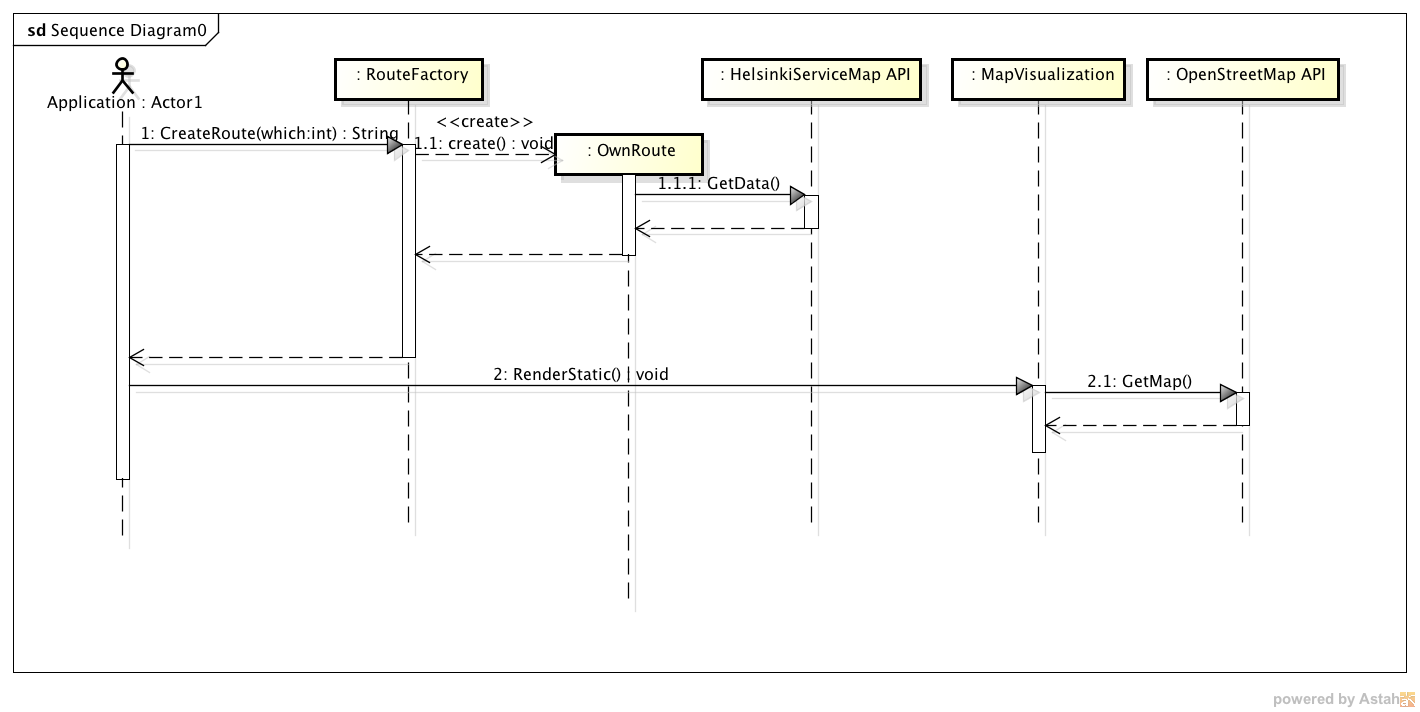 sd Sequence Diagram0
Application : Actor1
: RouteFactory
: HelsinkiServiceMap API
: MapVisualization
: OpenStreetMap API
1: CreateRoute(which:int) : String
<<create>>
1.1: create() : void
: OwnRoute
1.1.1: GetData()
2: RenderStatic() : void
2.1: GetMap()
powered by Astah